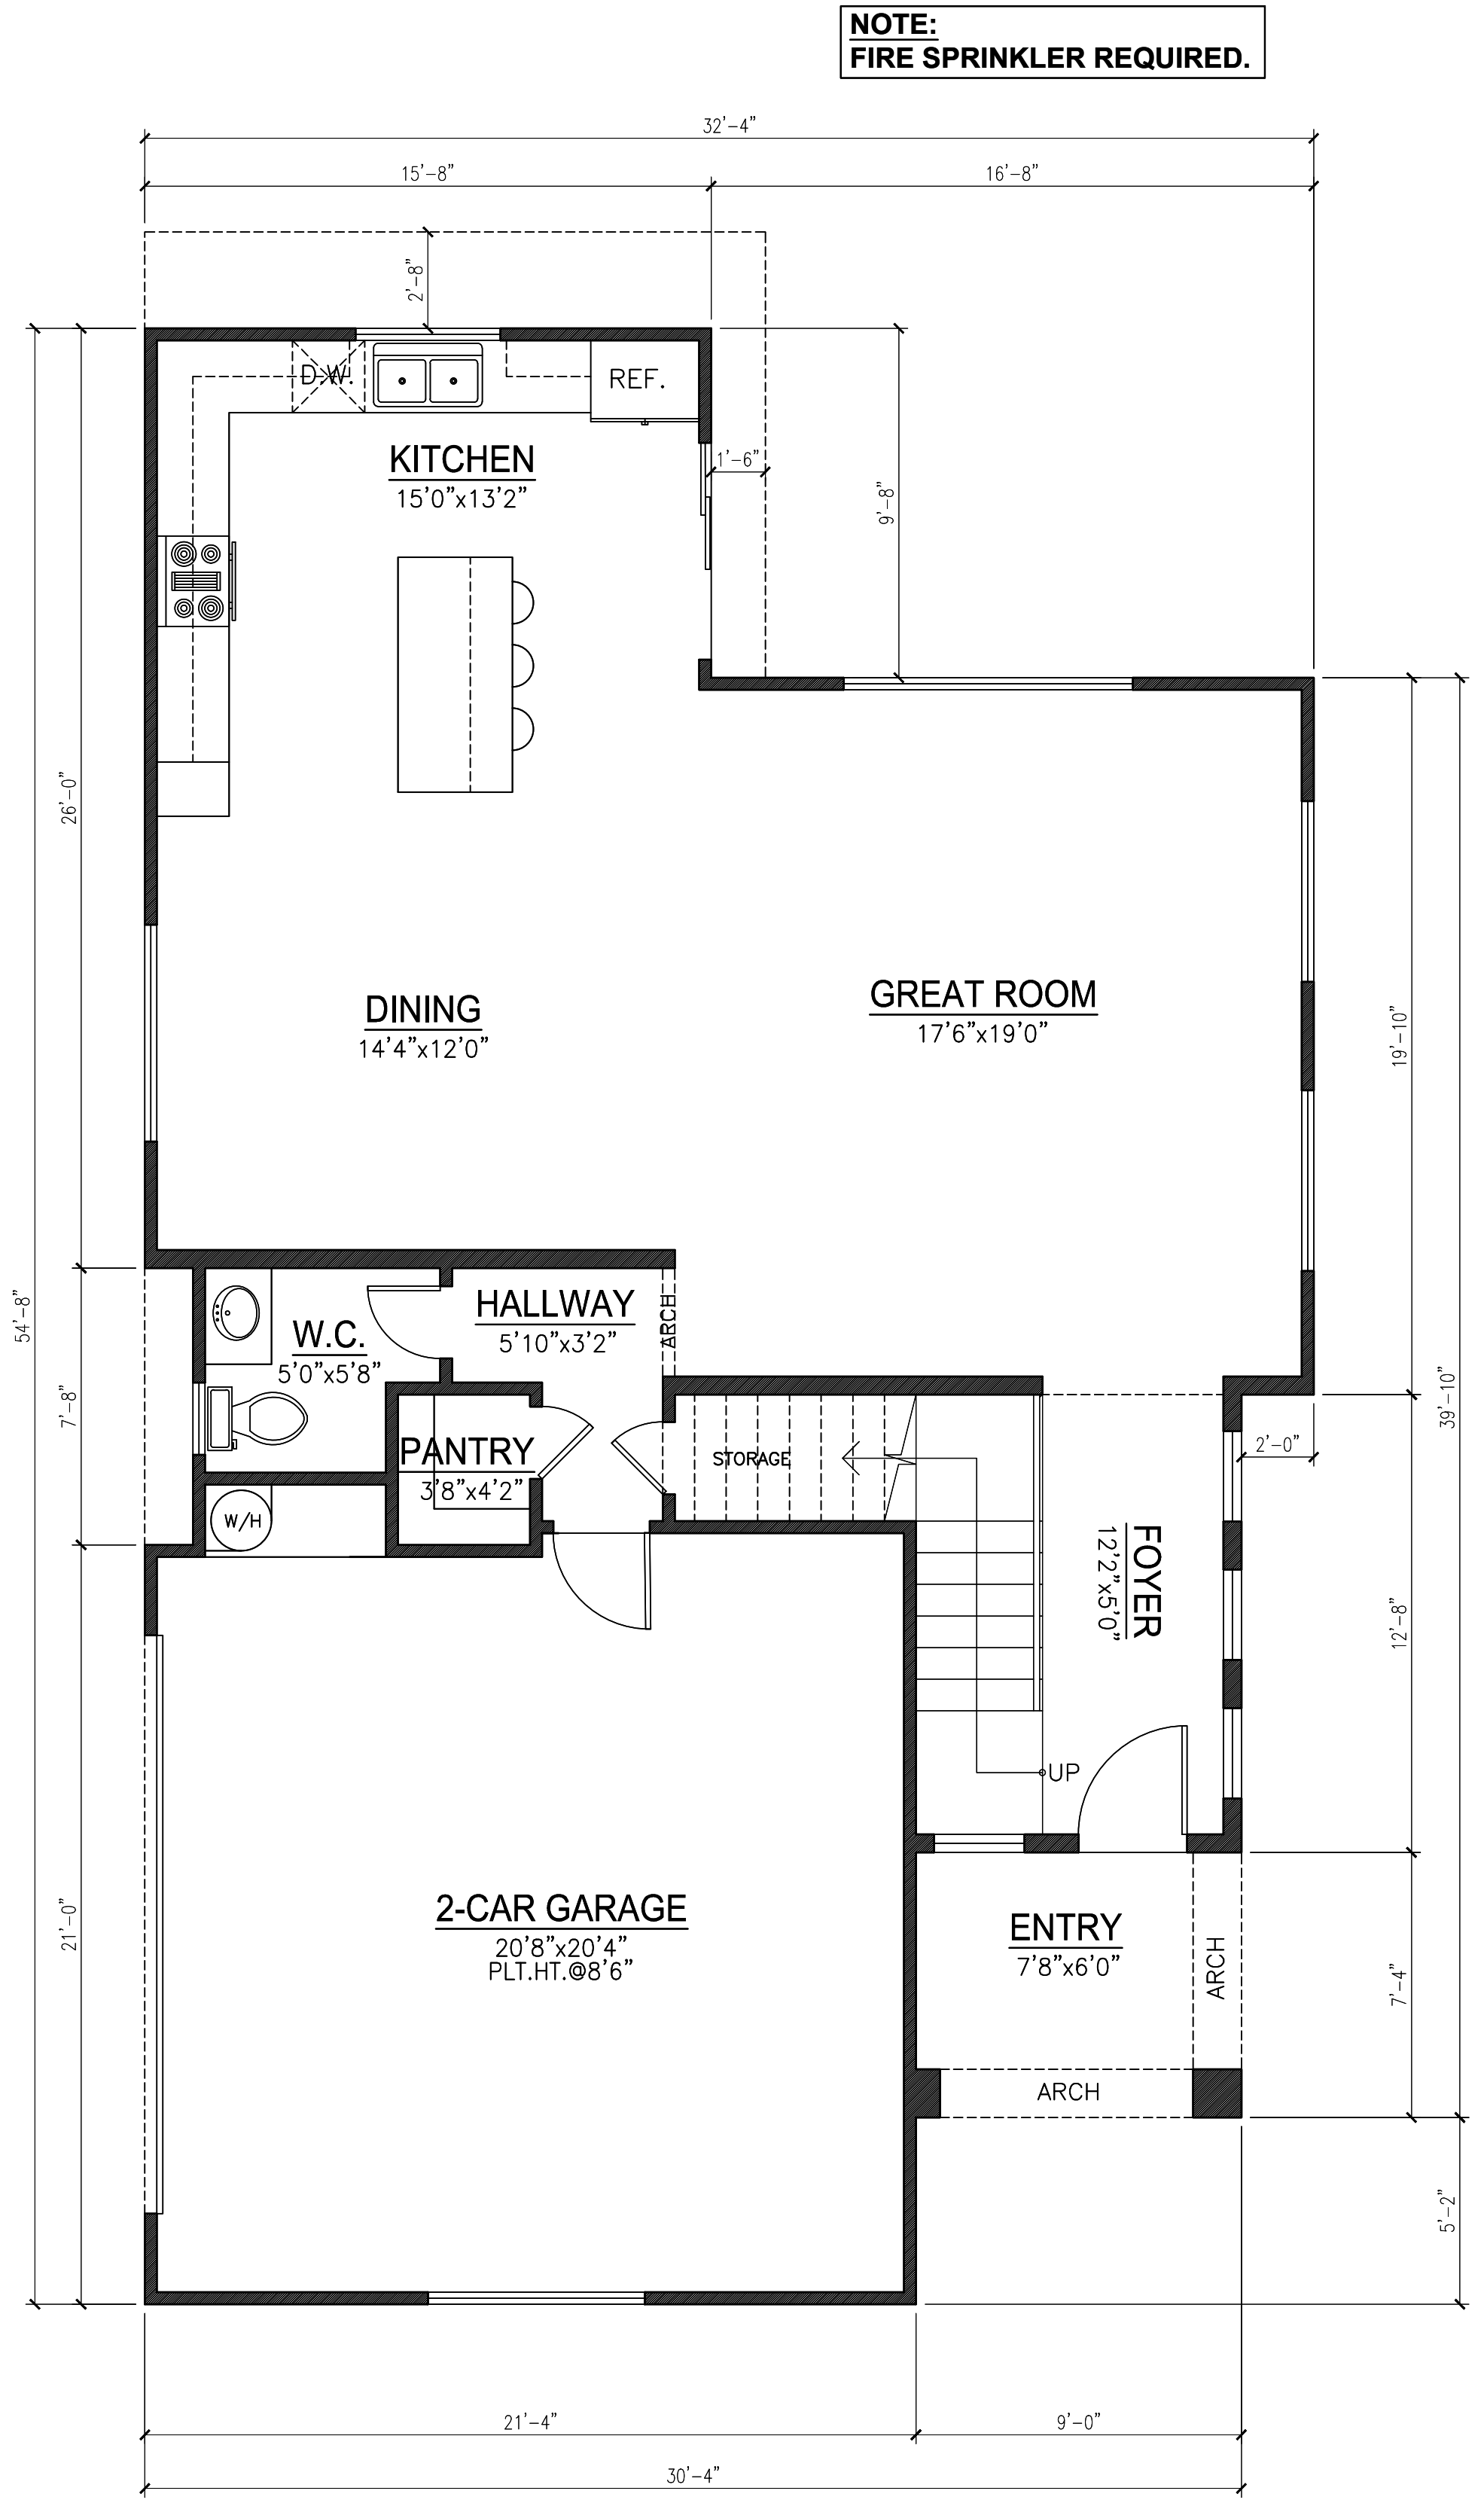 NOTE:
FIRE SPRINKLER REQUIRED.
32'-4"
15'-8"
16'-8"
2'-8"
D.W.
REF.
KITCHEN
15'0"x13'2"
1'-6"
9'-8"
26'-0"
DINING
14'4"x12'0"
GREAT ROOM
17'6"x19'0"
19'-10"
54'-8"
39'-10"
HALLWAY
5'10"x3'2"
ARCH
W.C.
5'0"x5'8"
7'-8"
PANTRY
3'8"x4'2"
STORAGE
2'-0"
W/H
FOYER
12'2"x5'0"
12'-8"
UP
2-CAR GARAGE
20'8"x20'4"
PLT.HT.@8'6"
21'-0"
ENTRY
7'8"x6'0"
ARCH
7'-4"
ARCH
5'-2"
21'-4"
9'-0"
30'-4"